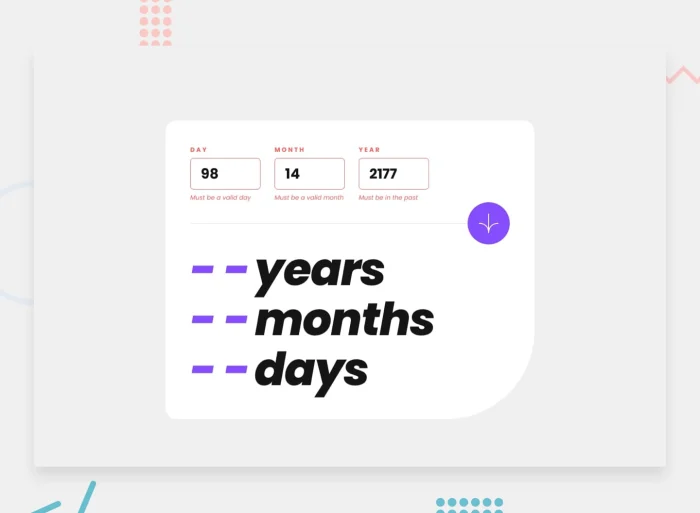 DAY MONTH YEAR
98 14 2177
Must be a valid day Must be a valid month Must be in the past
- - years
- - months
- - days